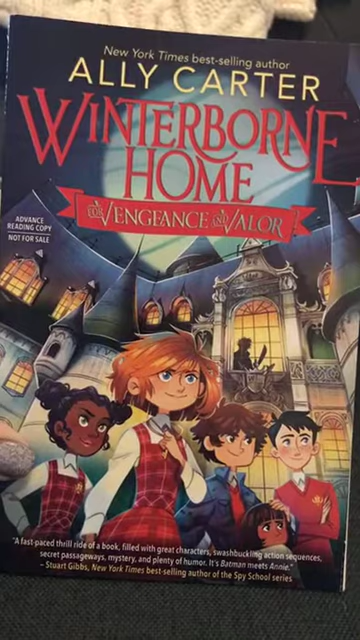 New York Times best-selling author
ALLY CARTER
WINTERBORNE
HOME
FOR VENGEANCE AND VALOR
ADVANCE
READING COPY
NOT FOR SALE
"A fast-paced thrill ride of a book, filled with great characters, swashbuckling action sequences,
secret passageways, mystery, and plenty of humor. It's Batman meets Annie."
– Stuart Gibbs, New York Times best-selling author of the Spy School series